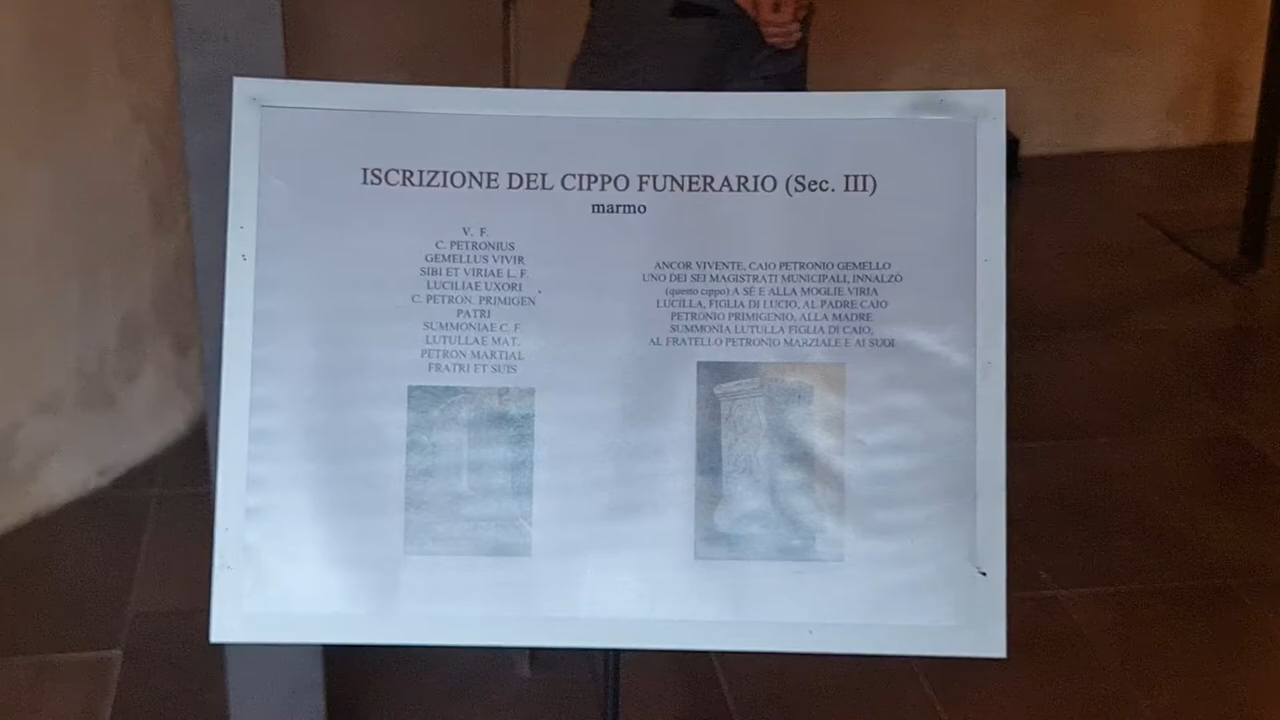 ISCRIZIONE DEL CIPPO FUNERARIO (Sec. III)
marmo
V. F.
C. PETRONIUS
GEMELLUS VIVIR
SIBI ET VIRIAE L. F.
LUCILIAE UXORI
C. PETRON. PRIMIGEN
PATRI
SUMMONIAE C. F.
LUTULLAE MAT.
PETRON MARTIAL
FRATRI ET SUIS
ANCOR VIVENTE, CAIO PETRONIO GEMELLO
UNO DEI SEI MAGISTRATI MUNICIPALI, INNALZÒ
(questo cippo) A SÉ E ALLA MOGLIE VIRIA
LUCILLA, FIGLIA DI LUCIO, AL PADRE CAIO
PETRONIO PRIMIGENIO, ALLA MADRE
SUMMONIA LUTULLA FIGLIA DI CAIO,
AL FRATELLO PETRONIO MARZIALE E AI SUOI